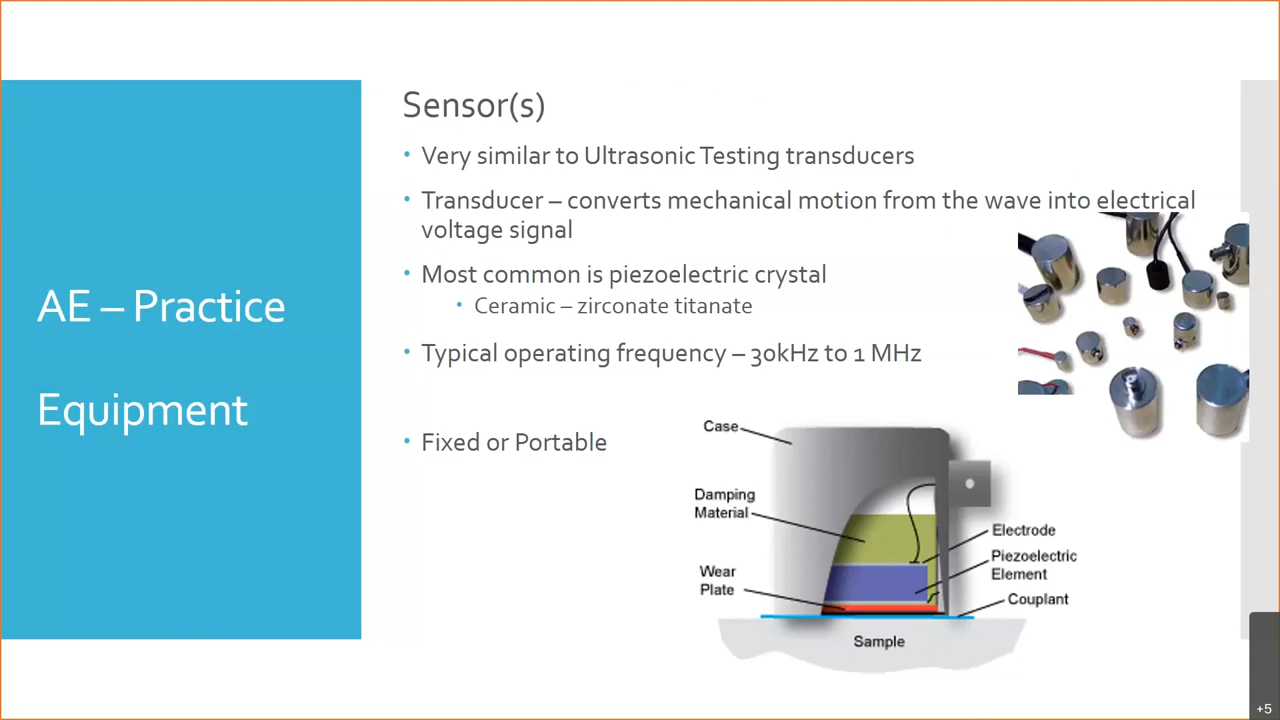 Sensor(s)
• Very similar to Ultrasonic Testing transducers
• Transducer – converts mechanical motion from the wave into electrical
voltage signal
• Most common is piezoelectric crystal
• Ceramic – zirconate titanate
• Typical operating frequency – 30kHz to 1 MHz
• Fixed or Portable
AE – Practice
Equipment
Case
Damping
Material
Wear
Plate
Electrode
Piezoelectric
Element
Couplant
Sample
+5